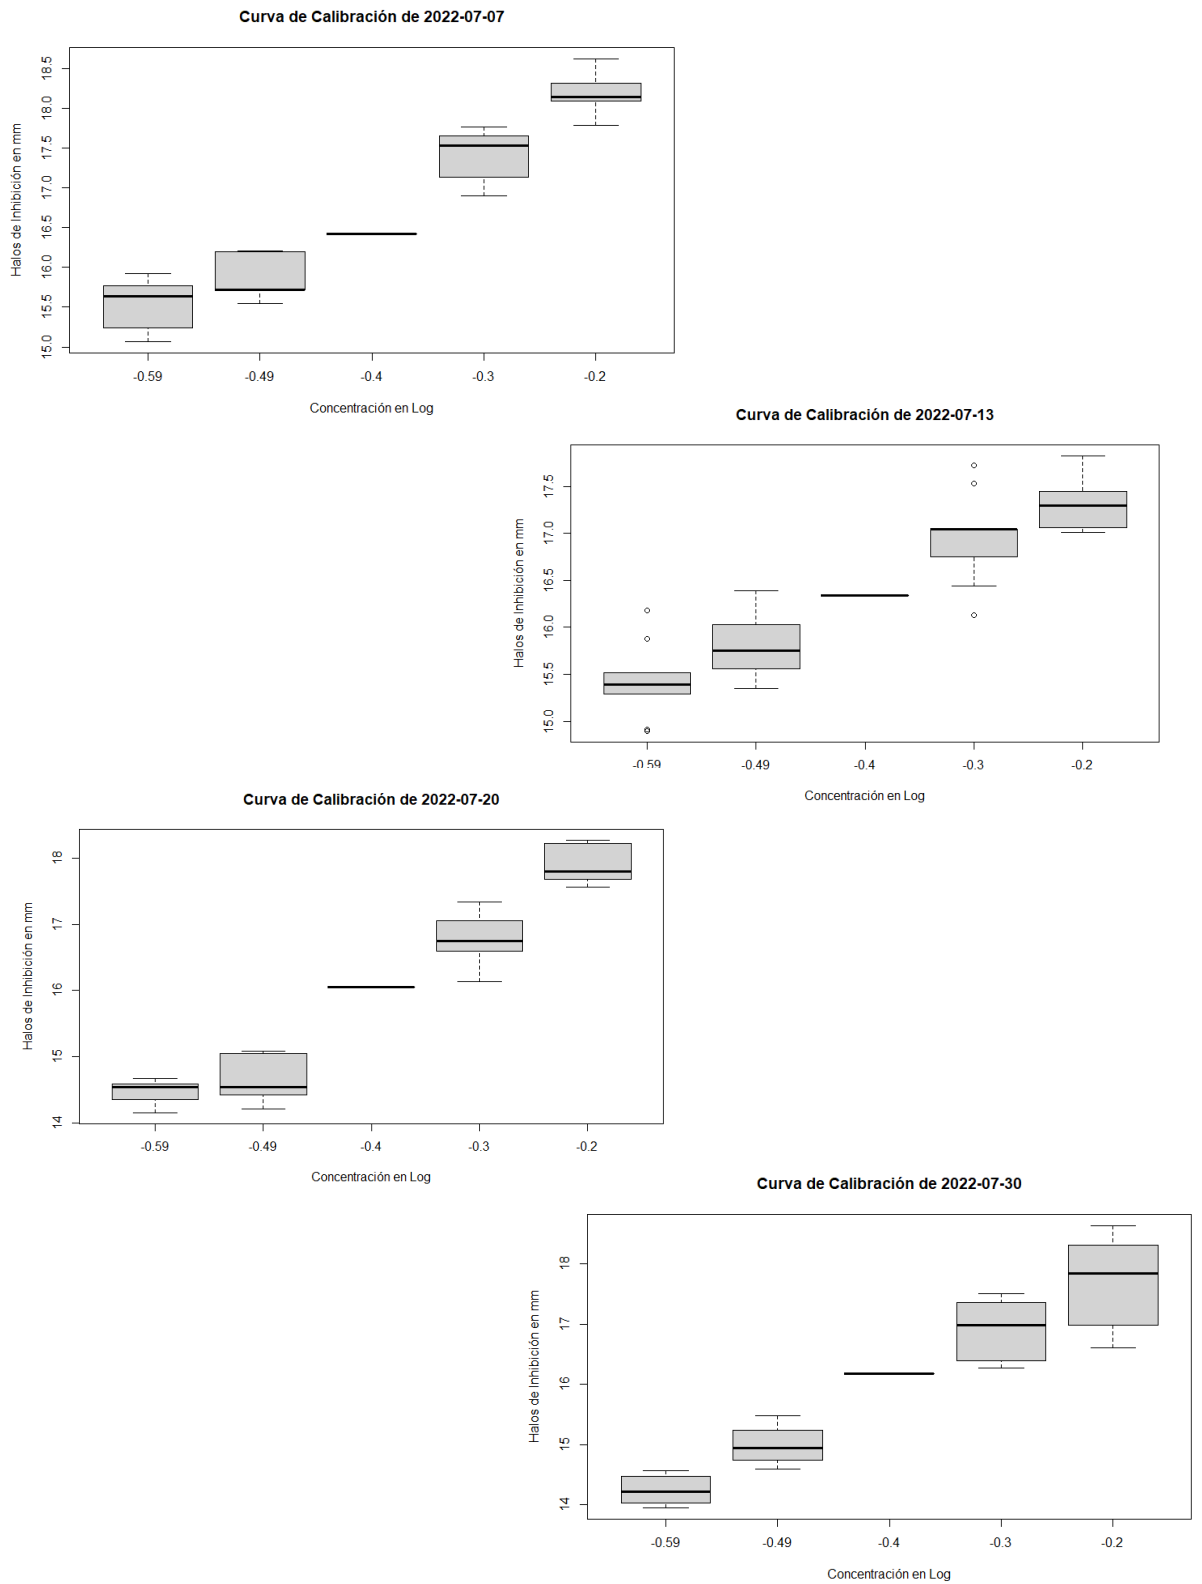 Curva de Calibración de 2022-07-07
Halos de Inhibición en mm
18.5
18.0
17.5
17.0
16.5
16.0
15.5
15.0
-0.59 -0.49 -0.4 -0.3 -0.2
Concentración en Log
Curva de Calibración de 2022-07-13
Halos de Inhibición en mm
17.5
17.0
16.5
16.0
15.5
15.0
-0.59 -0.49 -0.4 -0.3 -0.2
Concentración en Log
Curva de Calibración de 2022-07-20
Halos de Inhibición en mm
18
17
16
15
14
-0.59 -0.49 -0.4 -0.3 -0.2
Concentración en Log
Curva de Calibración de 2022-07-30
Halos de Inhibición en mm
18
17
16
15
14
-0.59 -0.49 -0.4 -0.3 -0.2
Concentración en Log